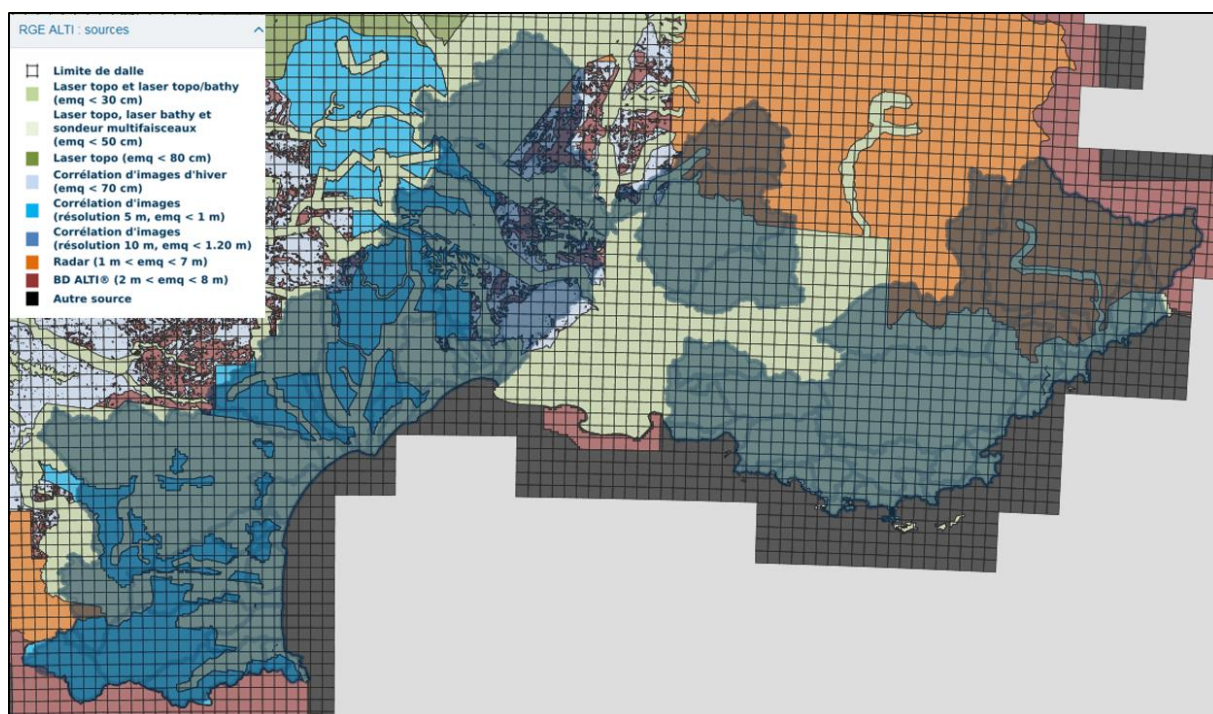 RGE ALTI : sources
Limite de dalle
Laser topo et laser topo/bathy
(emq < 30 cm)
Laser topo, laser bathy et
sondeur multifaisceaux
(emq < 50 cm)
Laser topo (emq < 80 cm)
Corrélation d'images d'hiver
(emq < 70 cm)
Corrélation d'images
(résolution 5 m, emq < 1 m)
Corrélation d'images
(résolution 10 m, emq < 1.20 m)
Radar (1 m < emq < 7 m)
BD ALTI® (2 m < emq < 8 m)
Autre source